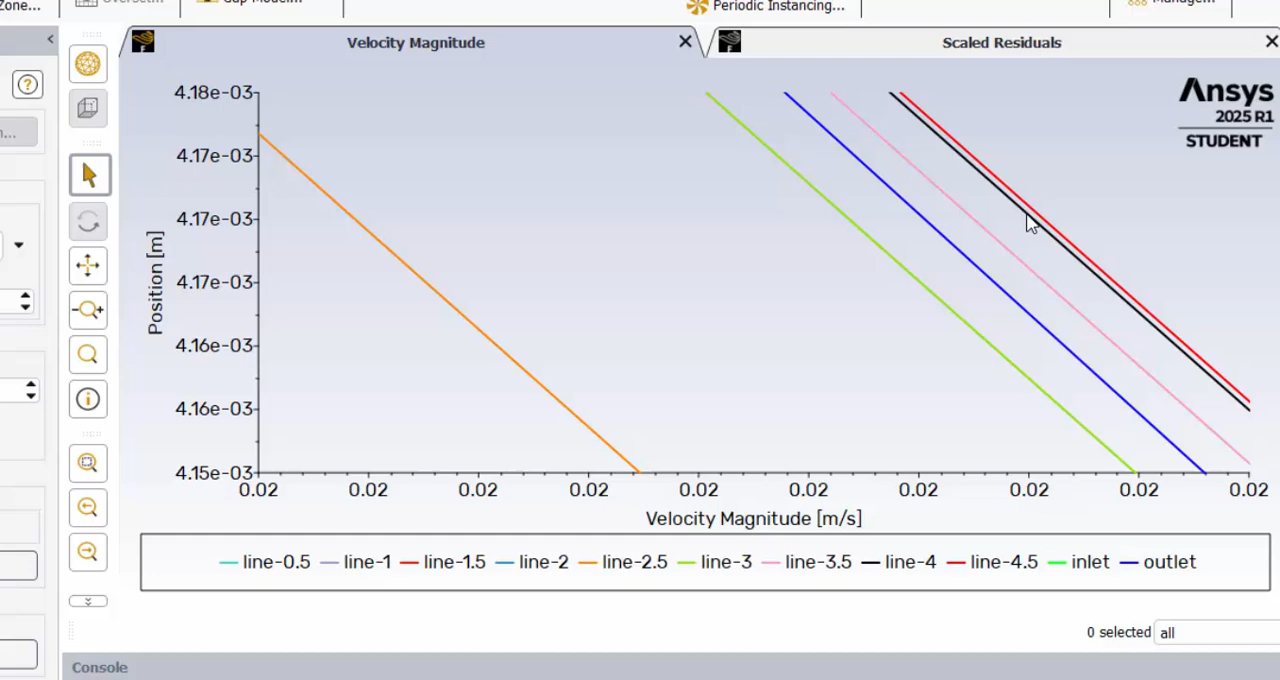 Zone...
Overset...
Gap Model...
Periodic Instancing...
Manage...
Velocity Magnitude
Scaled Residuals
Ansys
2025 R1
STUDENT
n...
4.18e-03
4.17e-03
4.17e-03
4.17e-03
4.16e-03
4.16e-03
4.15e-03
Position [m]
0.02 0.02 0.02 0.02 0.02 0.02 0.02 0.02 0.02 0.02
Velocity Magnitude [m/s]
line-0.5 line-1 line-1.5 line-2 line-2.5 line-3 line-3.5 line-4 line-4.5 inlet outlet
0 selected all
Console